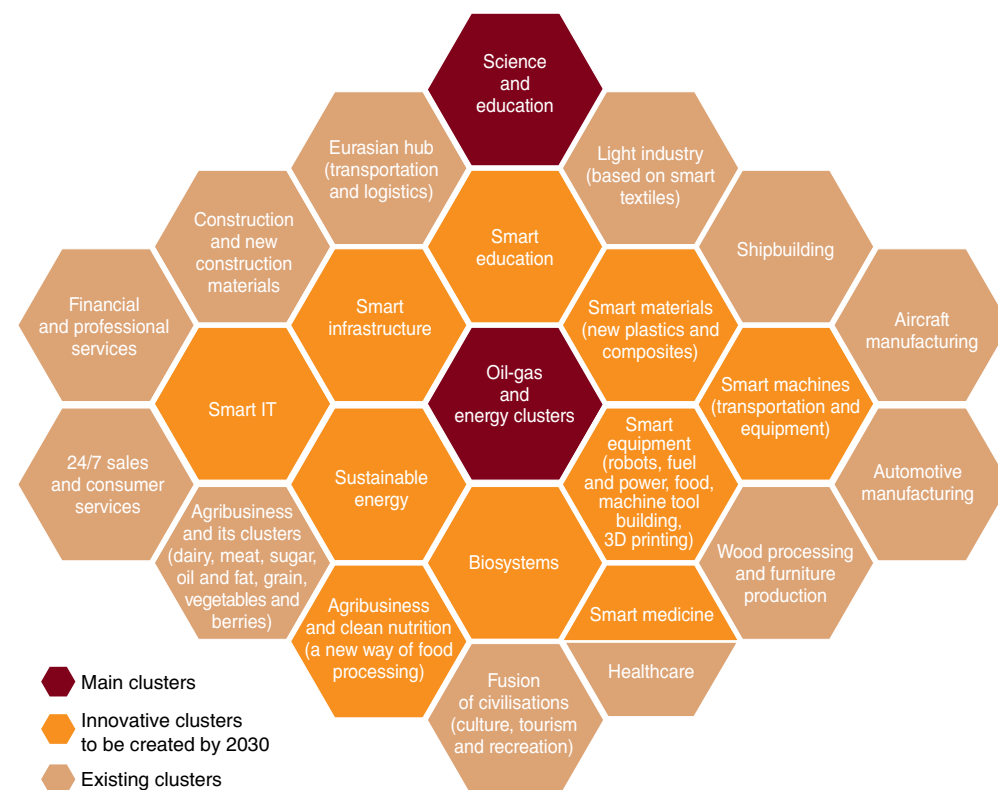 Science
and
education
Eurasian hub
(transportation
and logistics)
Light industry
(based on smart
textiles)
Construction
and new
construction
materials
Smart
education
Shipbuilding
Financial
and professional
services
Smart
infrastructure
Smart materials
(new plastics and
composites)
Aircraft
manufacturing
Smart IT
Oil-gas
and
energy clusters
Smart machines
(transportation and
equipment)
24/7 sales
and consumer
services
Sustainable
energy
Smart
equipment
(robots, fuel
and power, food,
machine tool
building,
3D printing)
Automotive
manufacturing
Agribusiness
and its clusters
(dairy, meat, sugar,
oil and fat, grain,
vegetables and
berries)
Biosystems
Wood processing
and furniture
production
Agribusiness
and clean nutrition
(a new way of food
processing)
Smart medicine
Healthcare
Fusion
of civilisations
(culture, tourism
and recreation)
Main clusters
Innovative clusters
to be created by 2030
Existing clusters